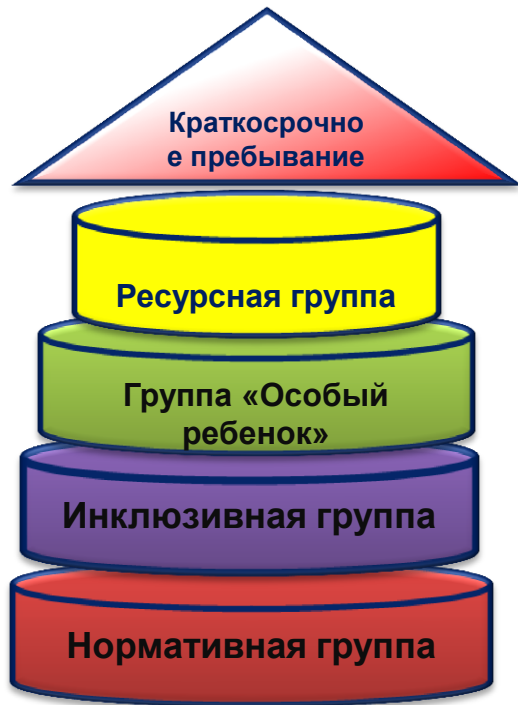 Краткосрочно
е пребывание
Ресурсная группа
Группа «Особый
ребенок»
Инклюзивная группа
Нормативная группа